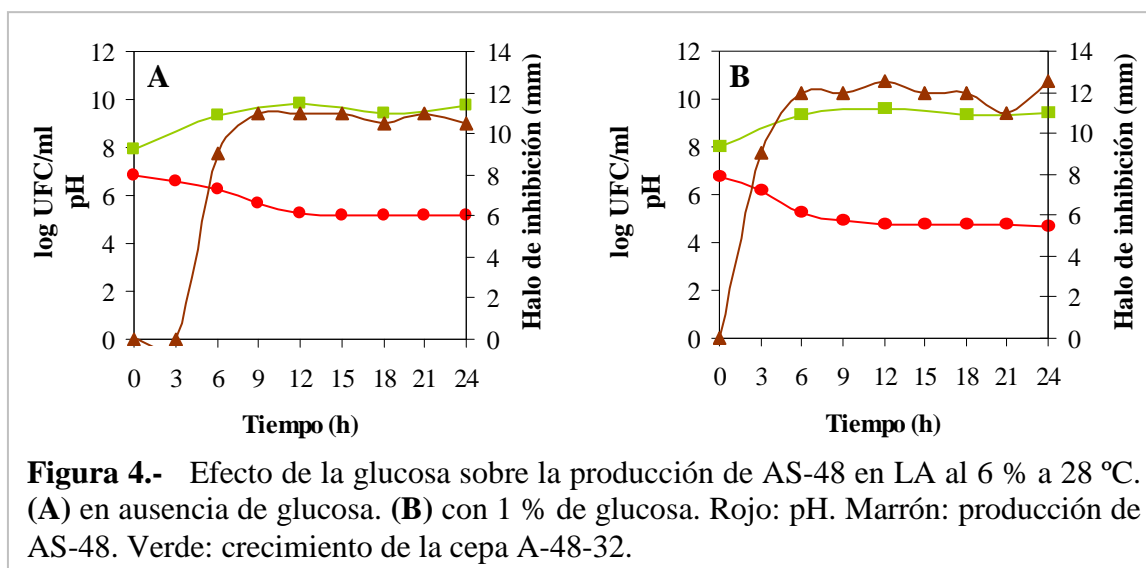 A
12
10
8
6
4
2
0
log UFC/ml
pH
14
12
10
8
6
4
2
0
Halo de inhibición (mm)
0 3 6 9 12 15 18 21 24
Tiempo (h)
B
12
10
8
6
4
2
0
log UFC/ml
pH
14
12
10
8
6
4
2
0
Halo de inhibición (mm)
0 3 6 9 12 15 18 21 24
Tiempo (h)
Figura 4.- Efecto de la glucosa sobre la producción de AS-48 en LA al 6 % a 28 ºC.
(A) en ausencia de glucosa. (B) con 1 % de glucosa. Rojo: pH. Marrón: producción de
AS-48. Verde: crecimiento de la cepa A-48-32.